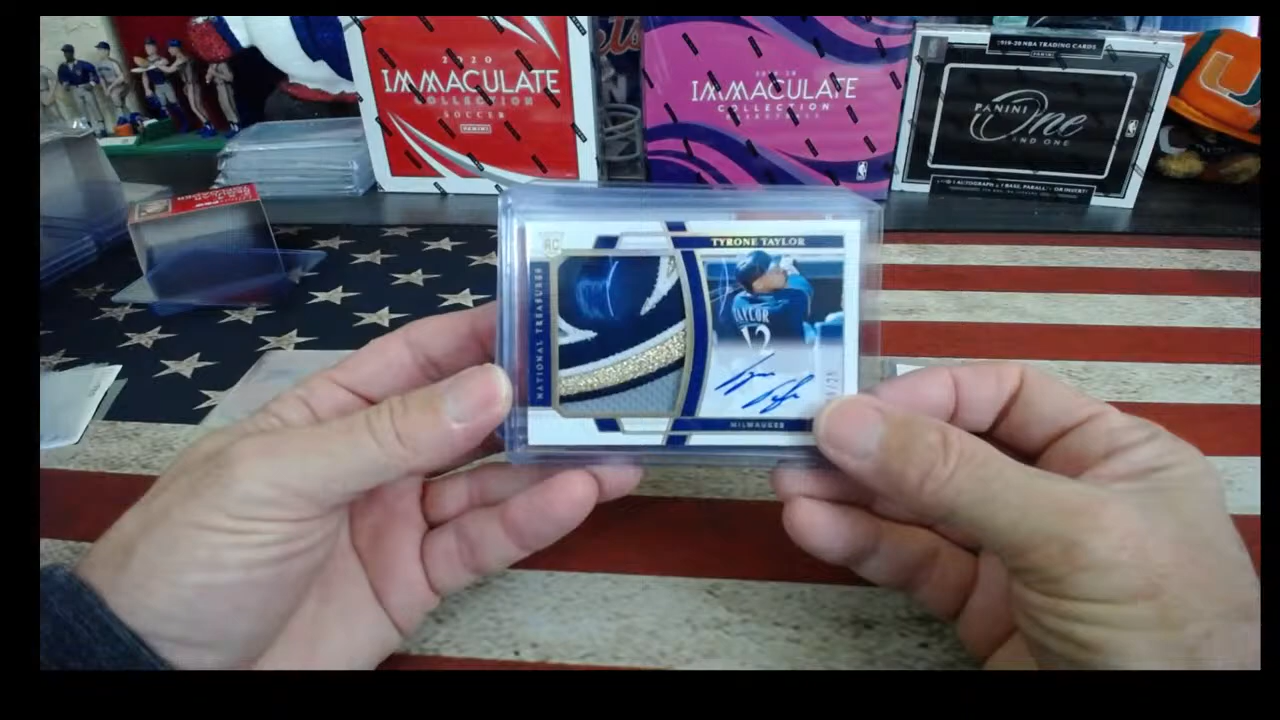 2020
IMMACULATE
COLLECTION
SOCCER
PANINI
IMMACULATE
COLLECTION
BASKETBALL
2019-20 NBA TRADING CARDS
PANINI
One
AND ONE
RC
TYRONE TAYLOR
NATIONAL TREASURES
TAYLOR
MILWAUKEE
U